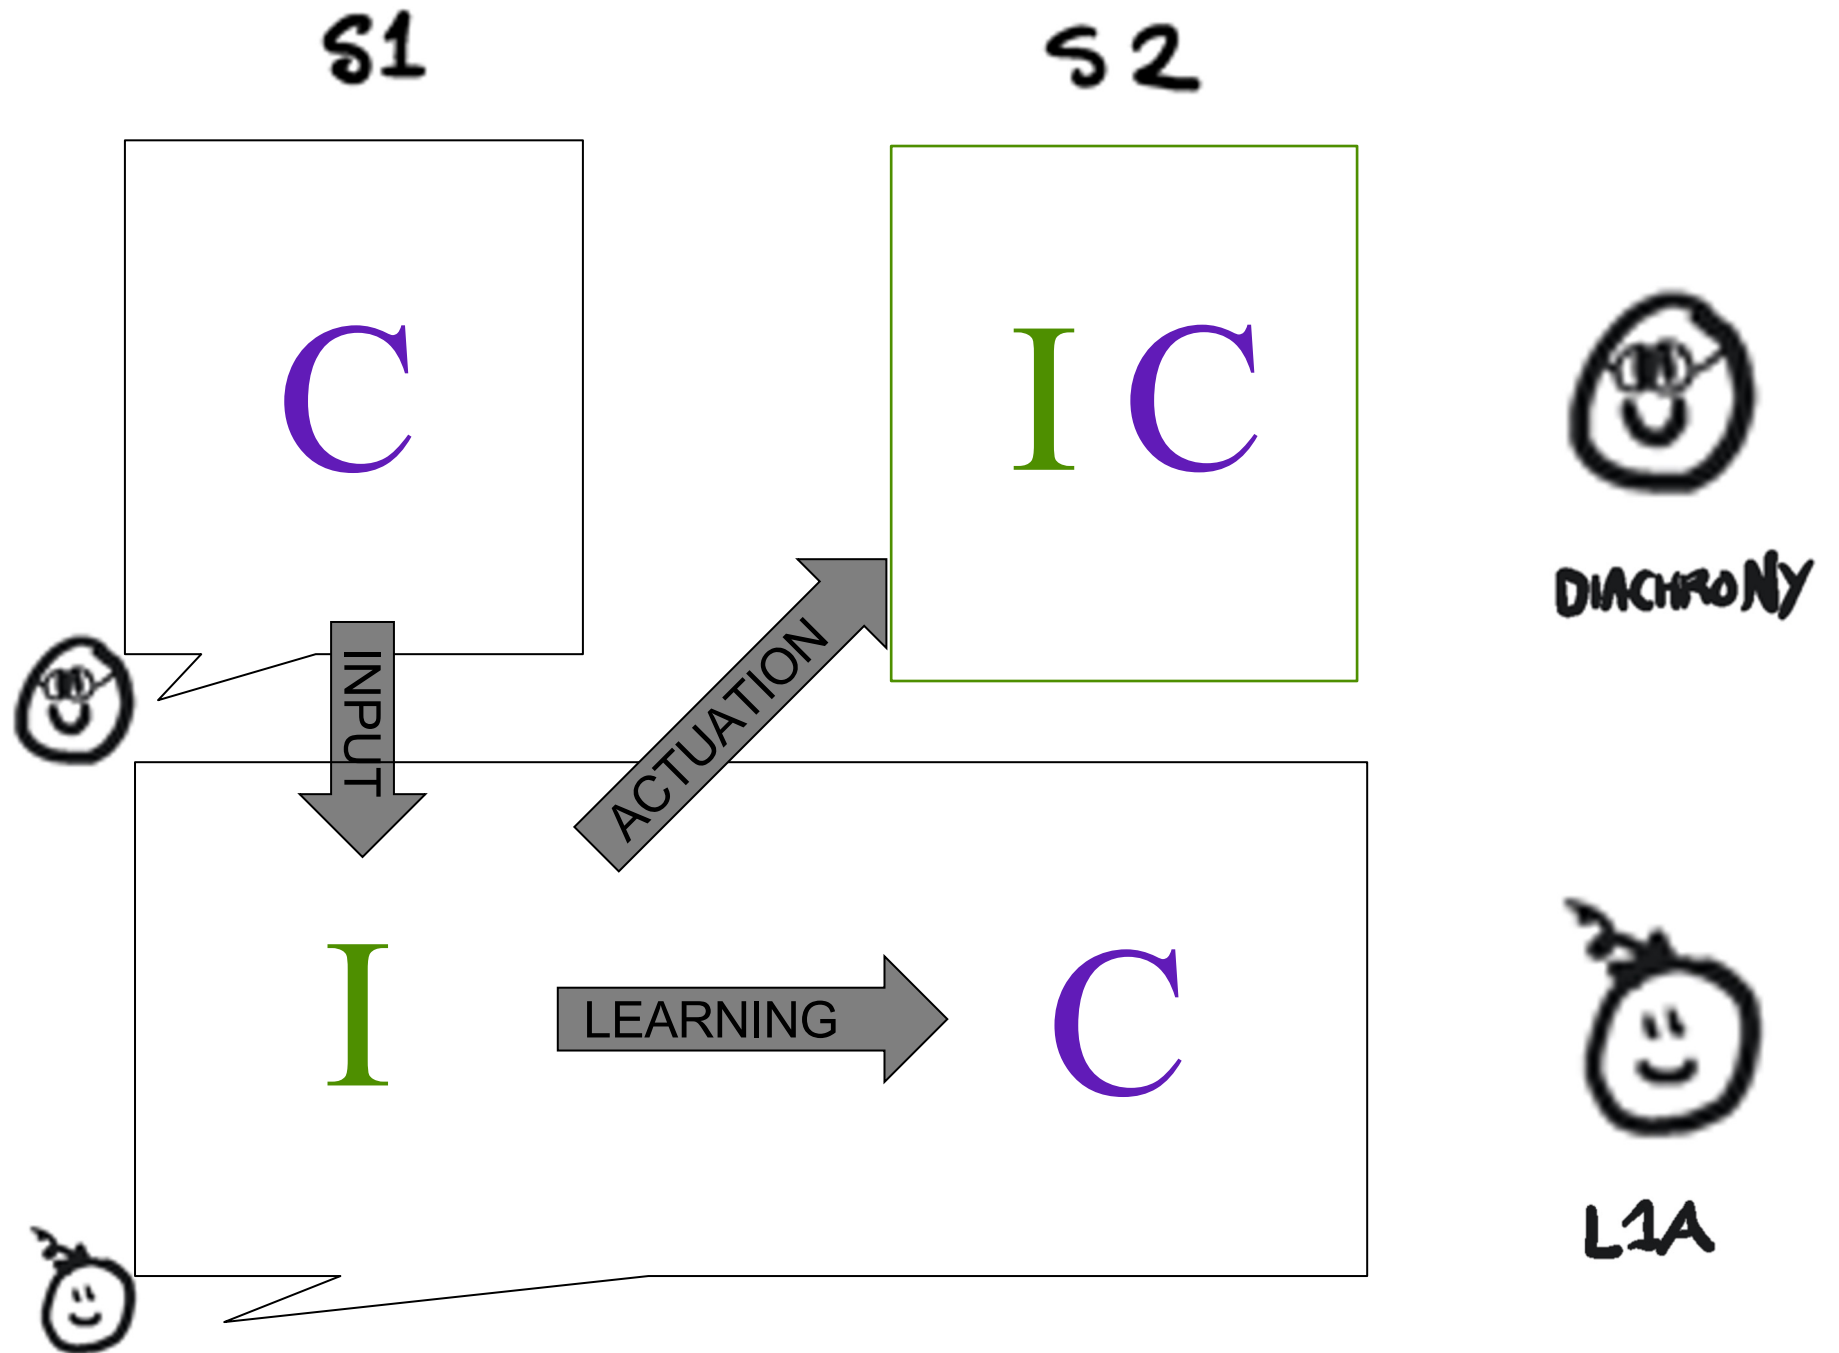 S1
S2
C
I C
DIACHRONY
INPUT
ACTUATION
I
LEARNING
C
L1A